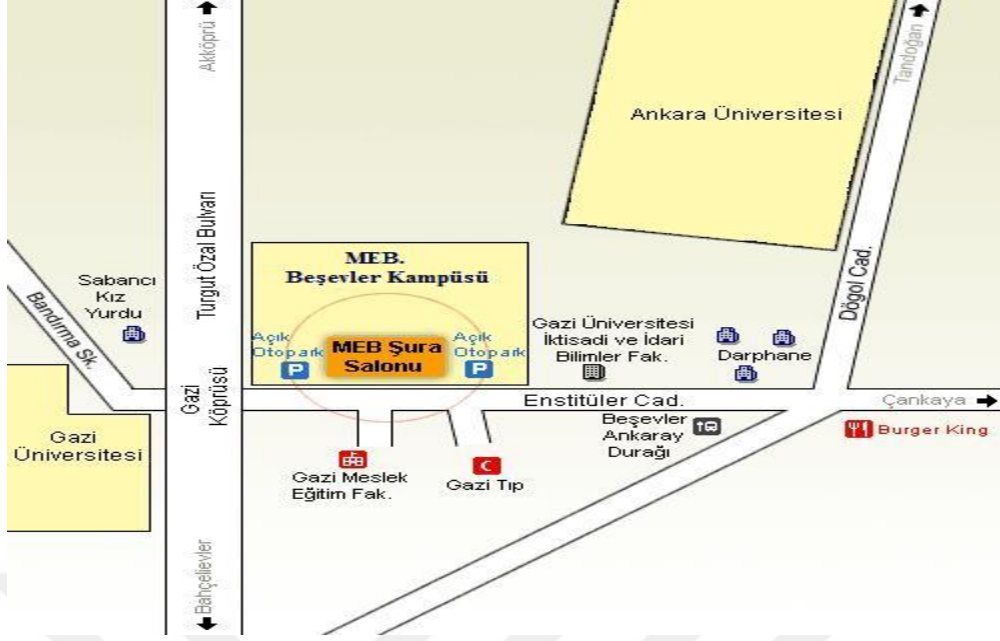 Akköprü
Tandoğan
Ankara Üniversitesi
Turgut Özal Bulvarı
MEB.
Beşevler Kampüsü
Sabancı
Kız
Yurdu
Bandırma Sk.
Açık
Otopark
P
MEB Şura
Salonu
Açık
Otopark
P
Gazi Üniversitesi
İktisadi ve İdari
Bilimler Fak.
Darphane
Dögol Cad.
Gazi
Köprüsü
Enstitüler Cad.
Çankaya
Beşevler
Ankaray
Durağı
Burger King
Gazi
Üniversitesi
Gazi Meslek
Eğitim Fak.
Gazi Tıp
Bahçelievler